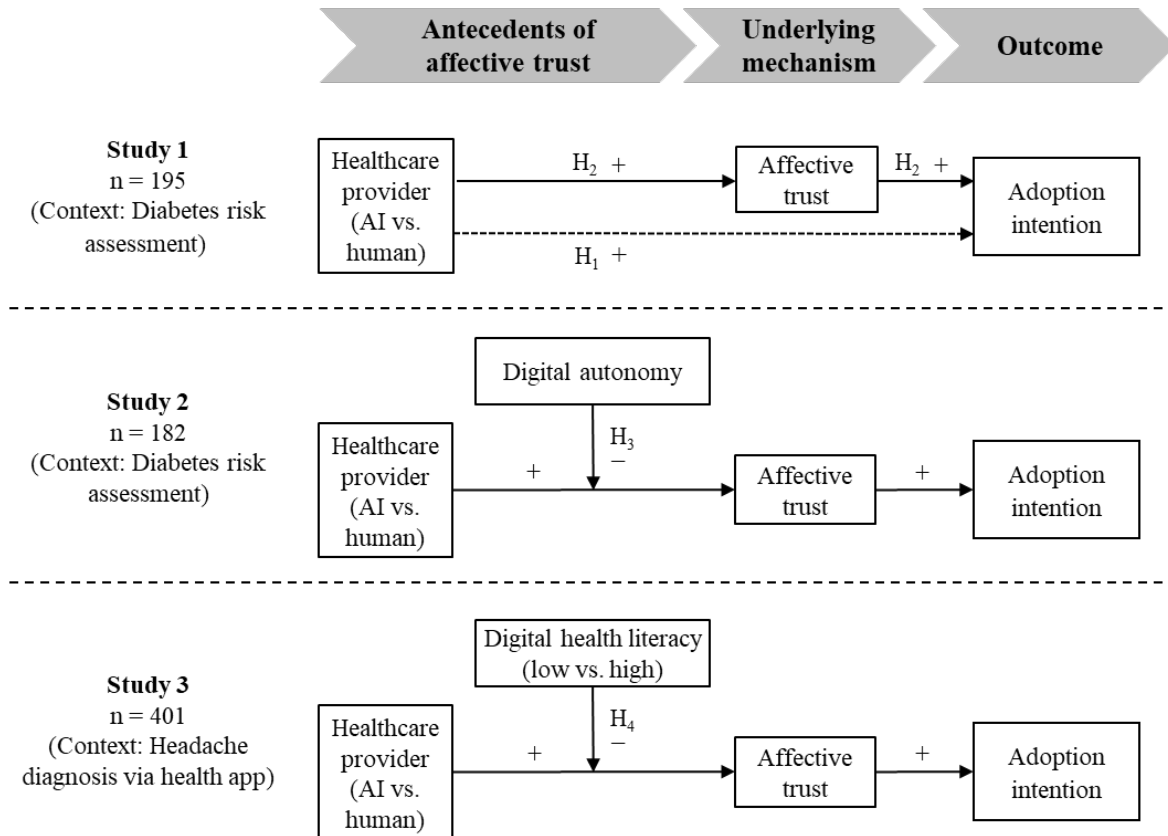 Antecedents of
affective trust
Underlying
mechanism
Outcome
Study 1
n = 195
(Context: Diabetes risk
assessment)
Healthcare
provider
(AI vs.
human)
H₂ +
Affective
trust
H₂ +
Adoption
intention
H₁ +
Study 2
n = 182
(Context: Diabetes risk
assessment)
Digital autonomy
H₃
−
Healthcare
provider
(AI vs.
human)
+
Affective
trust
+
Adoption
intention
Study 3
n = 401
(Context: Headache
diagnosis via health app)
Digital health literacy
(low vs. high)
H₄
−
Healthcare
provider
(AI vs.
human)
+
Affective
trust
+
Adoption
intention